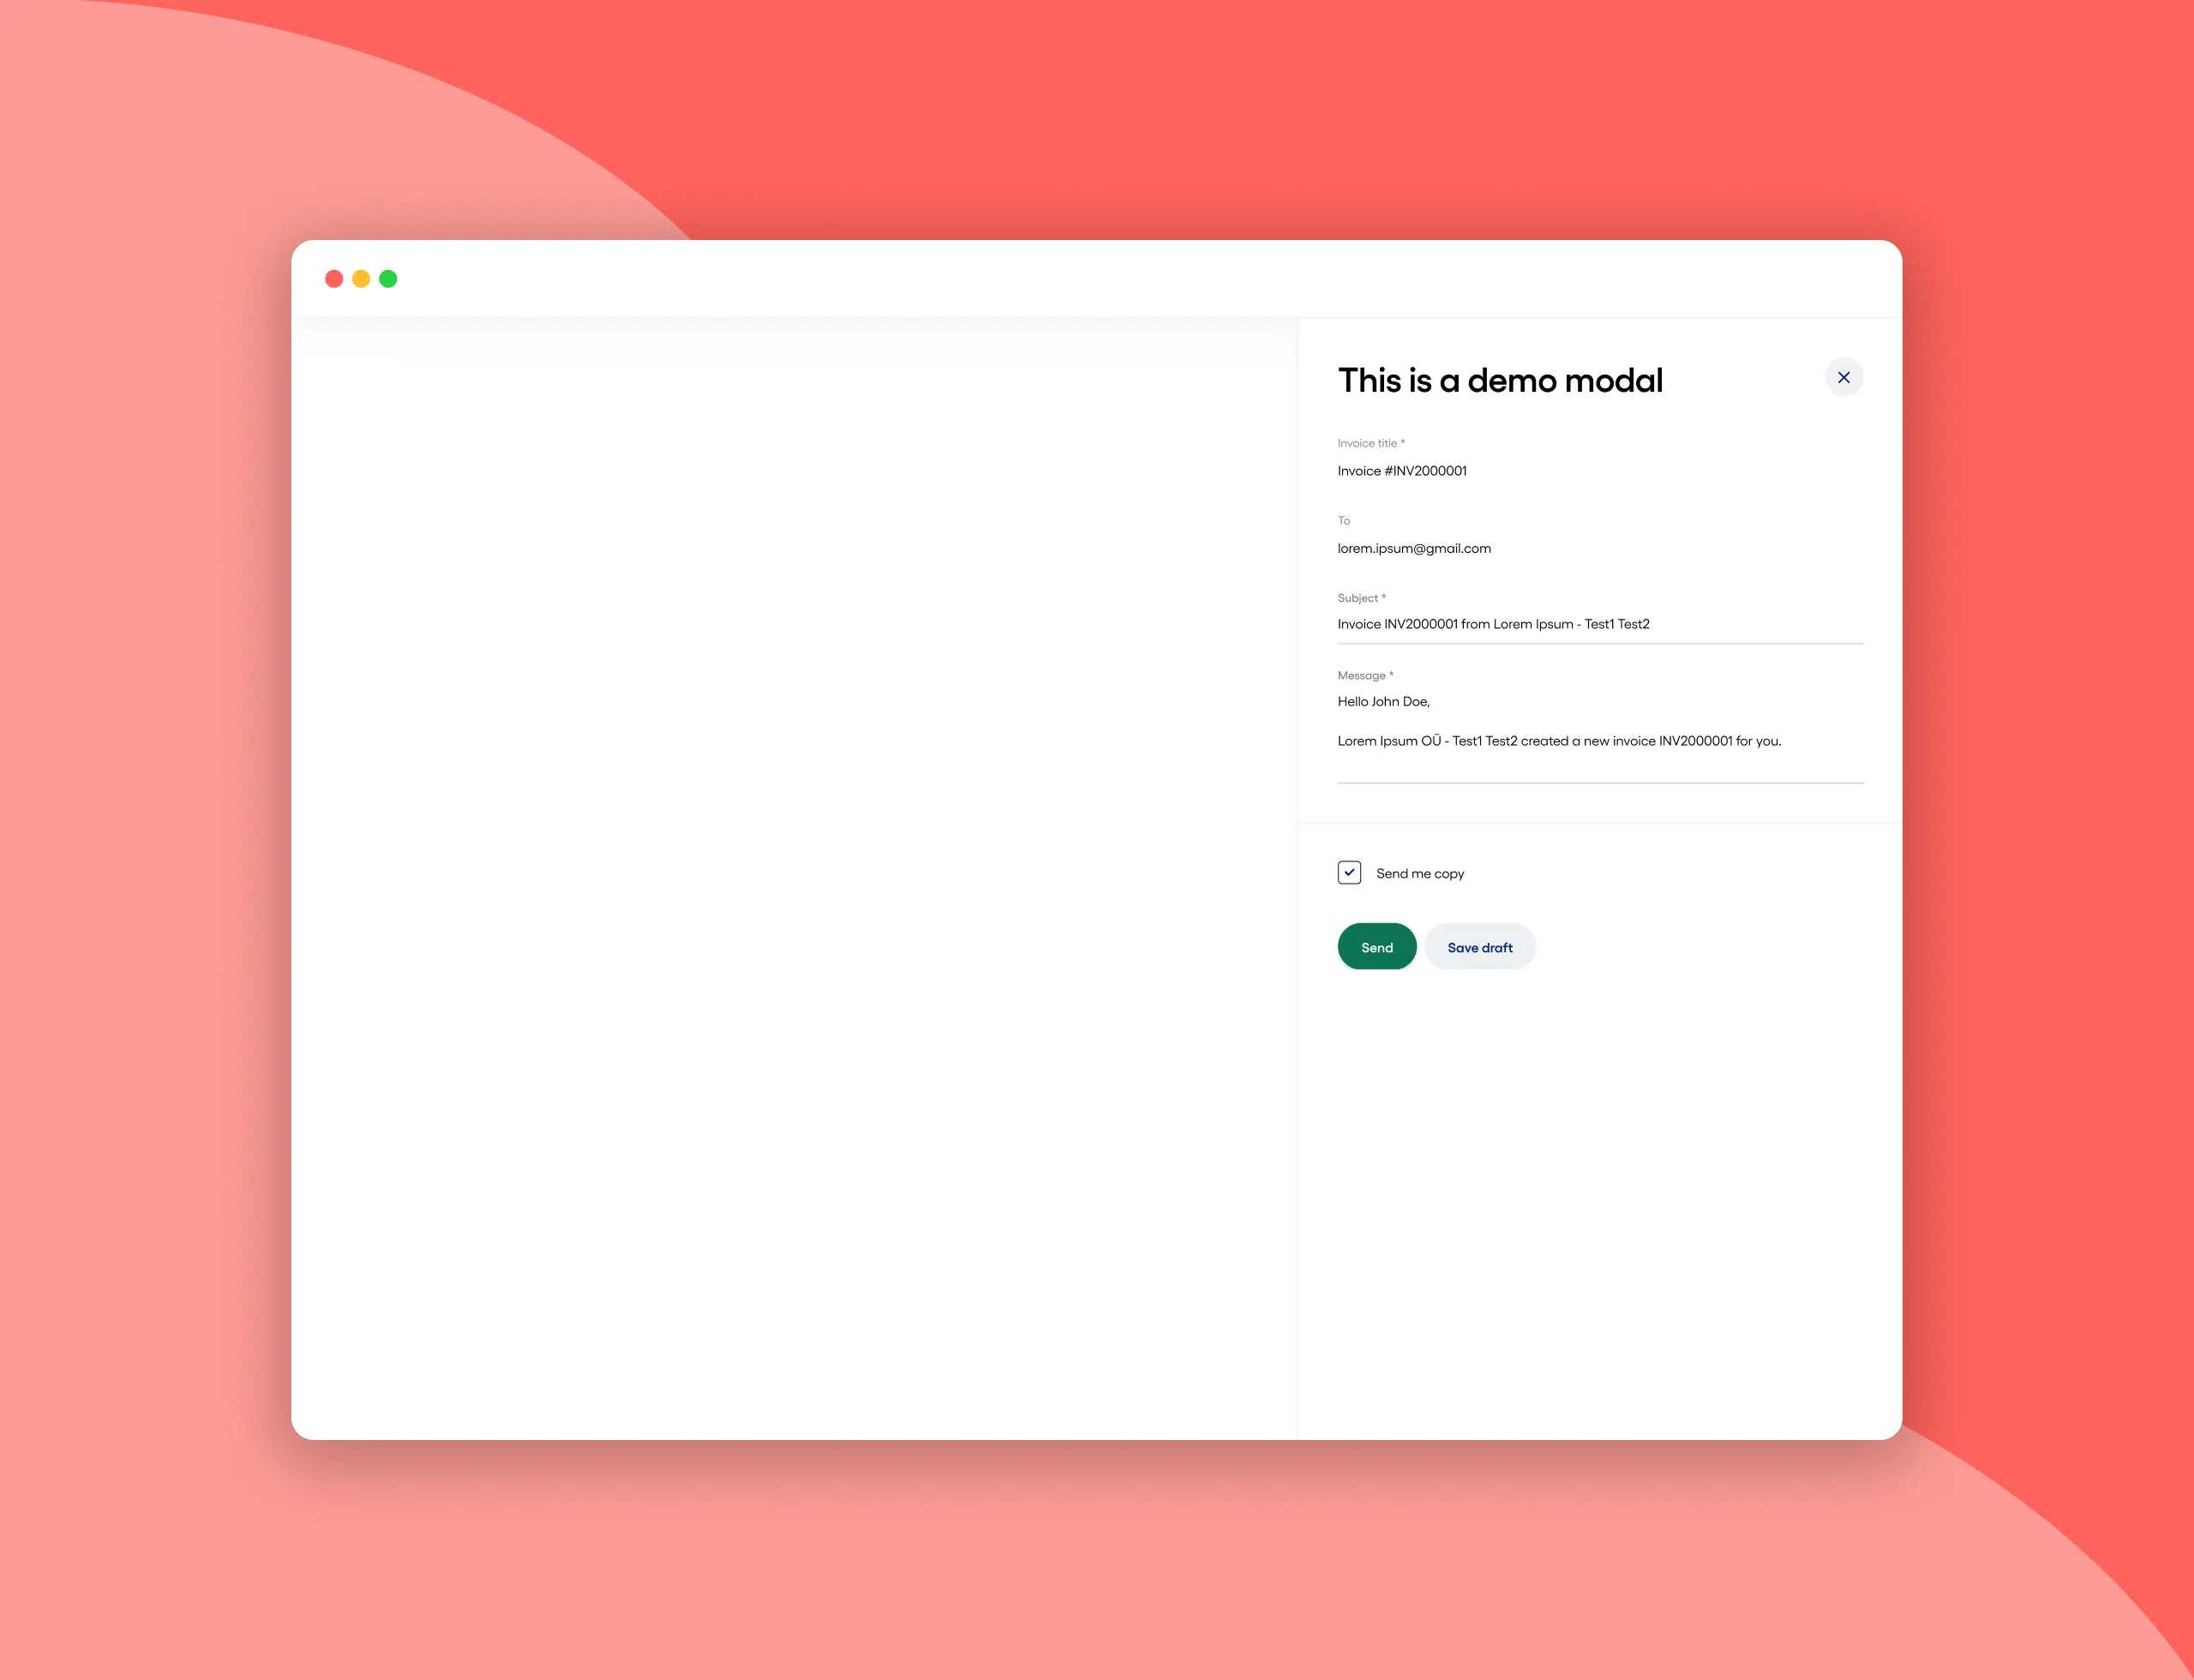 This is a demo modal
Invoice title *
Invoice #INV2000001
To
lorem.ipsum@gmail.com
Subject *
Invoice INV2000001 from Lorem Ipsum - Test1 Test2
Message *
Hello John Doe,
Lorem Ipsum OÜ - Test1 Test2 created a new invoice INV2000001 for you.
Send me copy
Send
Save draft